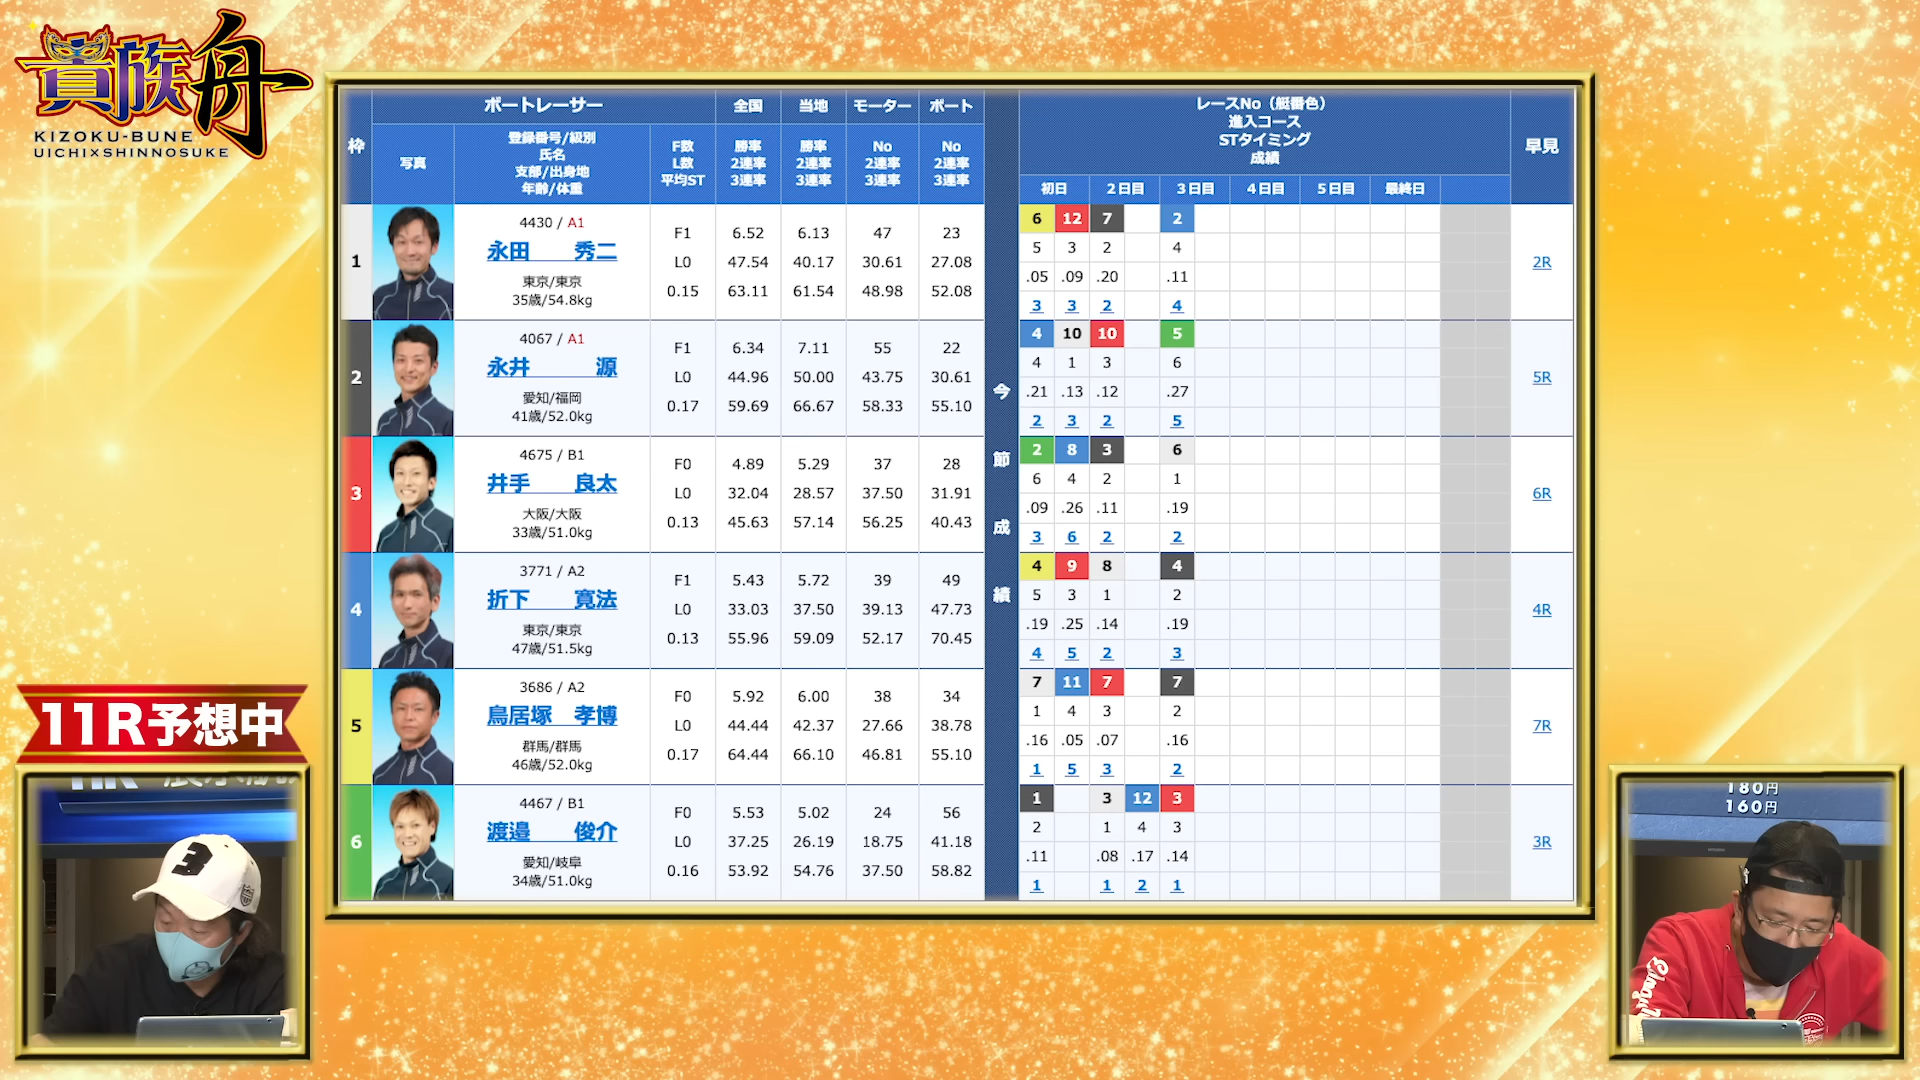 貴族舟
KIZOKU-BUNE
UICHI×SHINNOSUKE
枠 ボートレーサー 全国 当地 モーター ボート レースNo（艇番色） 早見
進入コース
STタイミング
成績
写真 登録番号/級別 F数 勝率 勝率 No No
氏名 L数 2連率 2連率 2連率 2連率
支部/出身地 平均ST 3連率 3連率 3連率 3連率
年齢/体重
初日 2日目 3日目 4日目 5日目 最終日
今節成績
1 4430 / A1 F1 6.52 6.13 47 23 6 12 7 2 2R
永田 秀二 L0 47.54 40.17 30.61 27.08 5 3 2 4
東京/東京 0.15 63.11 61.54 48.98 52.08 .05 .09 .20 .11
35歳/54.8kg 3 3 2 4
2 4067 / A1 F1 6.34 7.11 55 22 4 10 10 5 5R
永井 源 L0 44.96 50.00 43.75 30.61 4 1 3 6
愛知/福岡 0.17 59.69 66.67 58.33 55.10 .21 .13 .12 .27
41歳/52.0kg 2 3 2 5
3 4675 / B1 F0 4.89 5.29 37 28 2 8 3 6 6R
井手 良太 L0 32.04 28.57 37.50 31.91 6 4 2 1
大阪/大阪 0.13 45.63 57.14 56.25 40.43 .09 .26 .11 .19
33歳/51.0kg 3 6 2 2
4 3771 / A2 F1 5.43 5.72 39 49 4 9 8 4 4R
折下 寛法 L0 33.03 37.50 39.13 47.73 5 3 1 2
東京/東京 0.13 55.96 59.09 52.17 70.45 .19 .25 .14 .19
47歳/51.5kg 4 5 2 3
5 3686 / A2 F0 5.92 6.00 38 34 7 11 7 7 7R
鳥居塚 孝博 L0 44.44 42.37 27.66 38.78 1 4 3 2
群馬/群馬 0.17 64.44 66.10 46.81 55.10 .16 .05 .07 .16
46歳/52.0kg 1 5 3 2
6 4467 / B1 F0 5.53 5.02 24 56 1 3 12 3 3R
渡邉 俊介 L0 37.25 26.19 18.75 41.18 2 1 4 3
愛知/岐阜 0.16 53.92 54.76 37.50 58.82 .11 .08 .17 .14
34歳/51.0kg 1 1 2 1
11R予想中
3
180円
160円